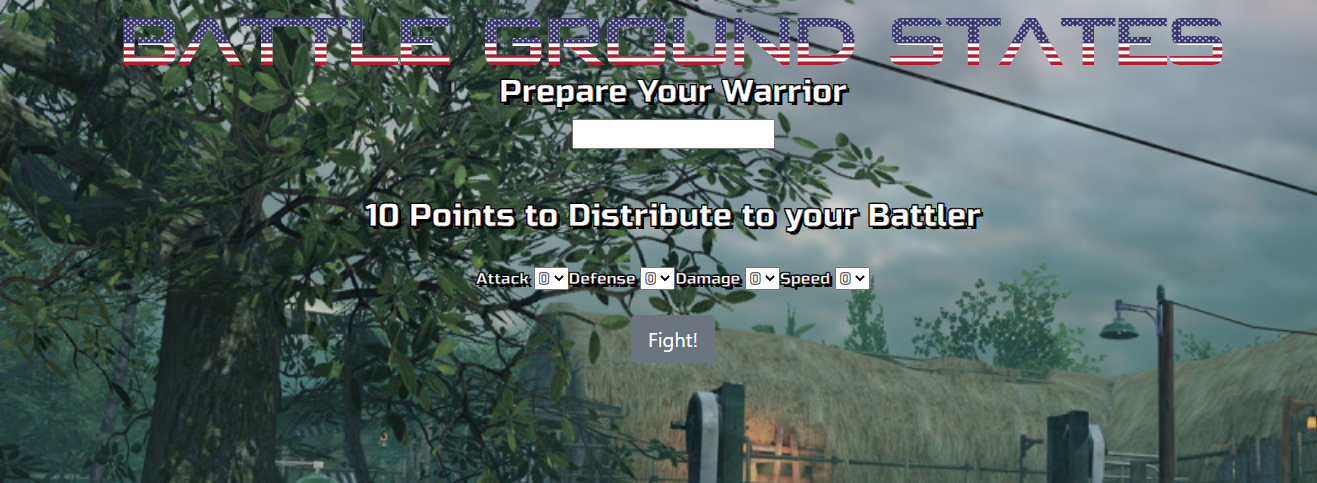 BATTLE GROUND STATES
Prepare Your Warrior
10 Points to Distribute to your Battler
Attack 0 Defense 0 Damage 0 Speed 0
Fight!